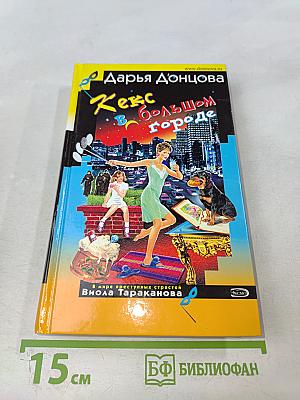 www.dontsova.ru
Дарья Донцова
Кекс
в большом
городе
В мире преступных страстей
Виола Тараканова
ЭКСМО
15 см
БФ БИБЛИОФАН